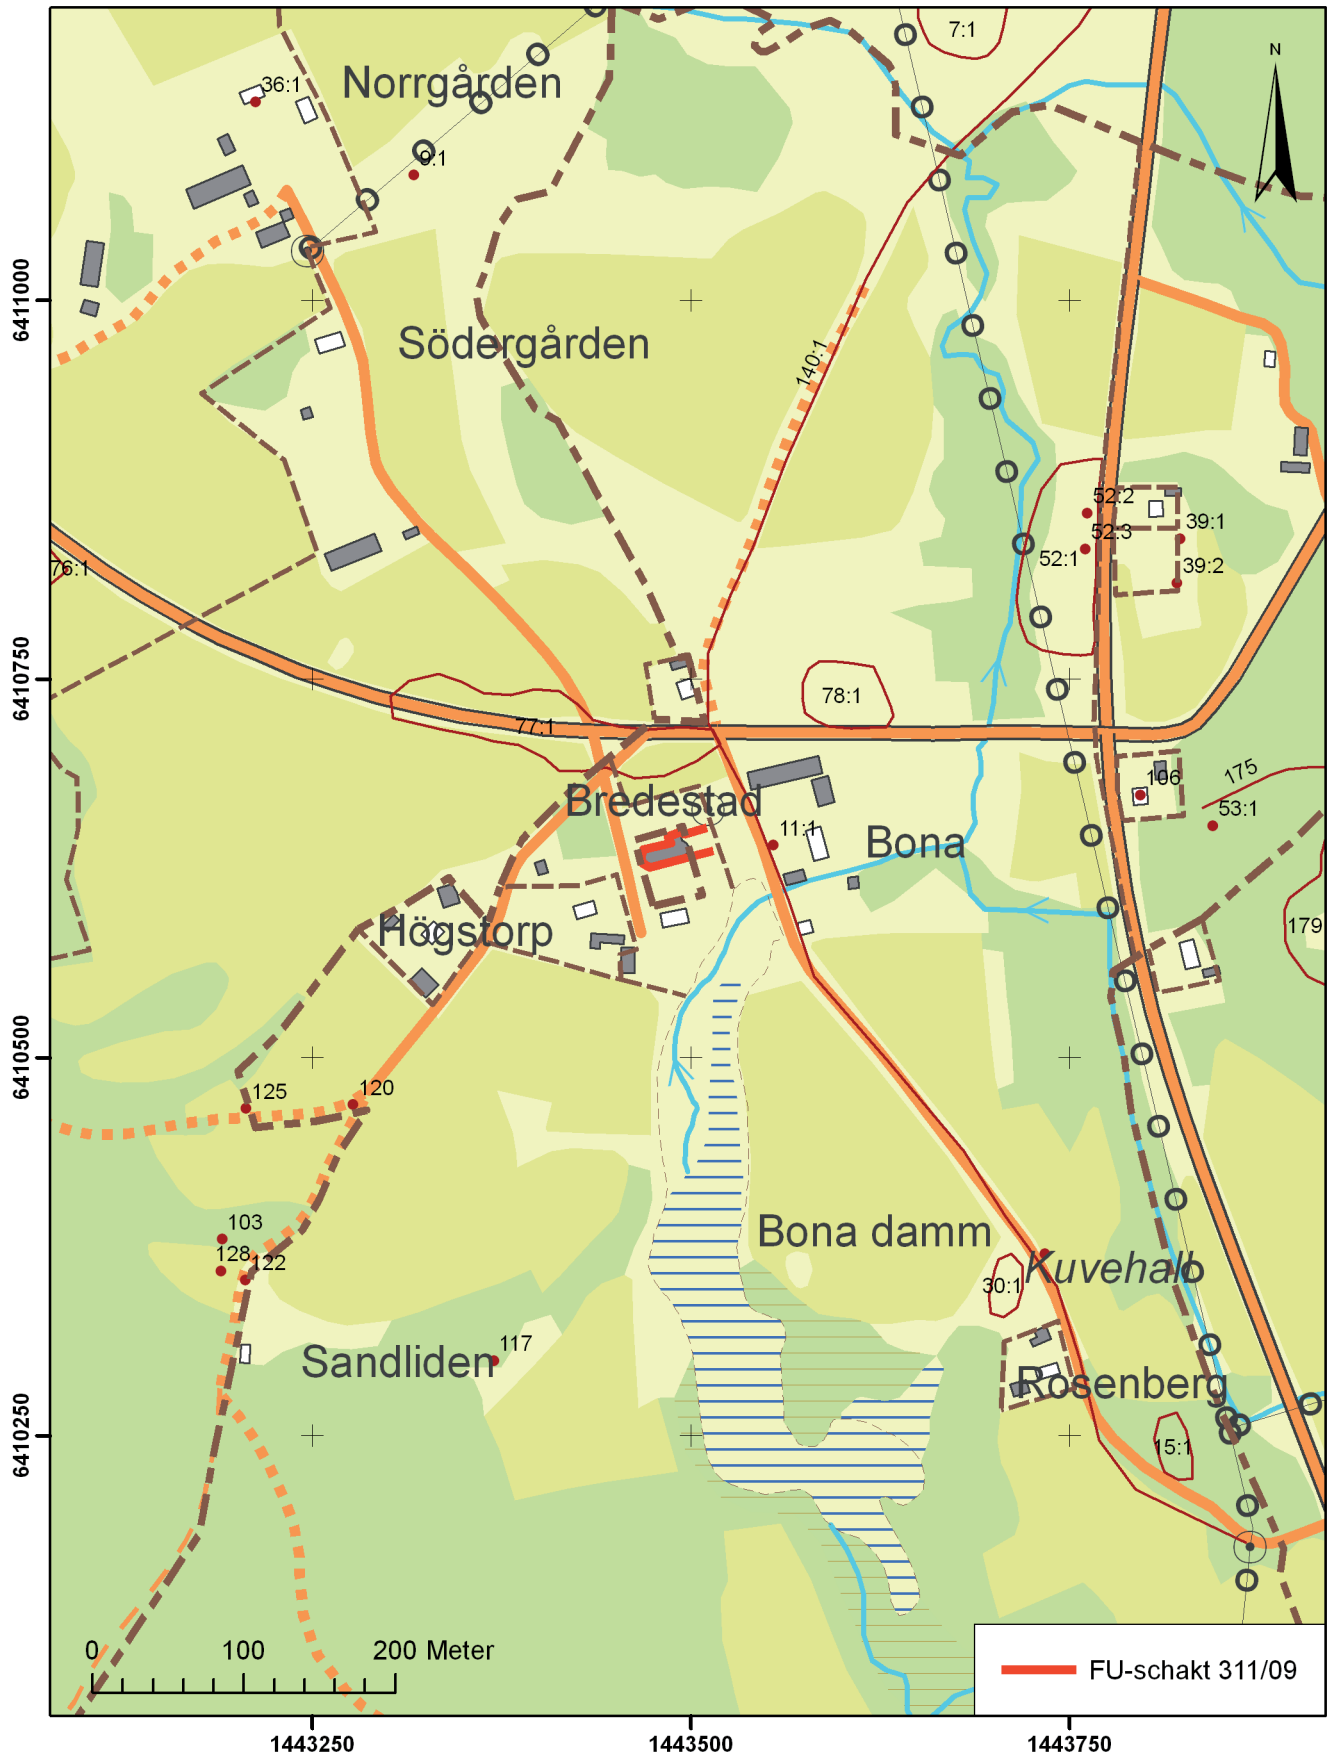 7:1
N
36:1
Norrgården
9:1
6411000
Södergården
140:1
52:2
39:1
52:3
52:1
39:2
76:1
6410750
78:1
77:1
175
106
Bredestad
53:1
11:1
Bona
179
Högstorp
6410500
120
125
103
Bona damm
128
122
Kuvehall
30:1
117
Sandliden
Rosenberg
6410250
15:1
0 100 200 Meter
FU-schakt 311/09
1443250 1443500 1443750